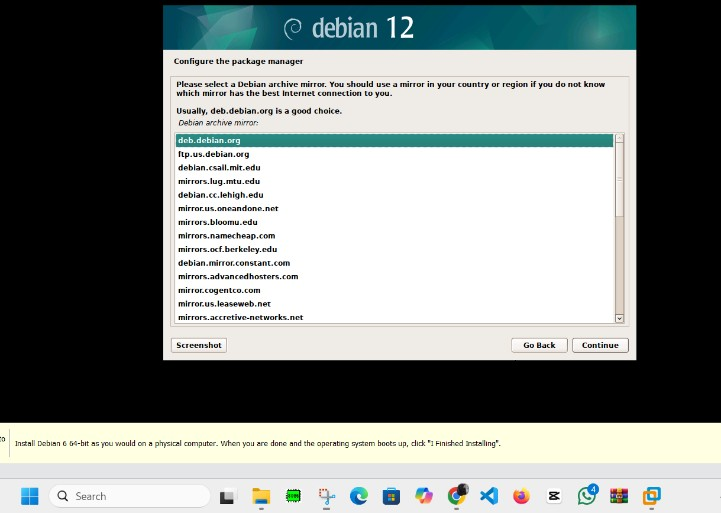 debian 12
Configure the package manager
Please select a Debian archive mirror. You should use a mirror in your country or region if you do not know
which mirror has the best Internet connection to you.
Usually, deb.debian.org is a good choice.
Debian archive mirror:
deb.debian.org
ftp.us.debian.org
debian.csail.mit.edu
mirrors.lug.mtu.edu
debian.cc.lehigh.edu
mirror.us.oneandone.net
mirrors.bloomu.edu
mirrors.namecheap.com
mirrors.ocf.berkeley.edu
debian.mirror.constant.com
mirrors.advancedhosters.com
mirror.cogentco.com
mirror.us.leaseweb.net
mirrors.accretive-networks.net
Screenshot
Go Back
Continue
to
Install Debian 6 64-bit as you would on a physical computer. When you are done and the operating system boots up, click "I Finished Installing".
Search
4